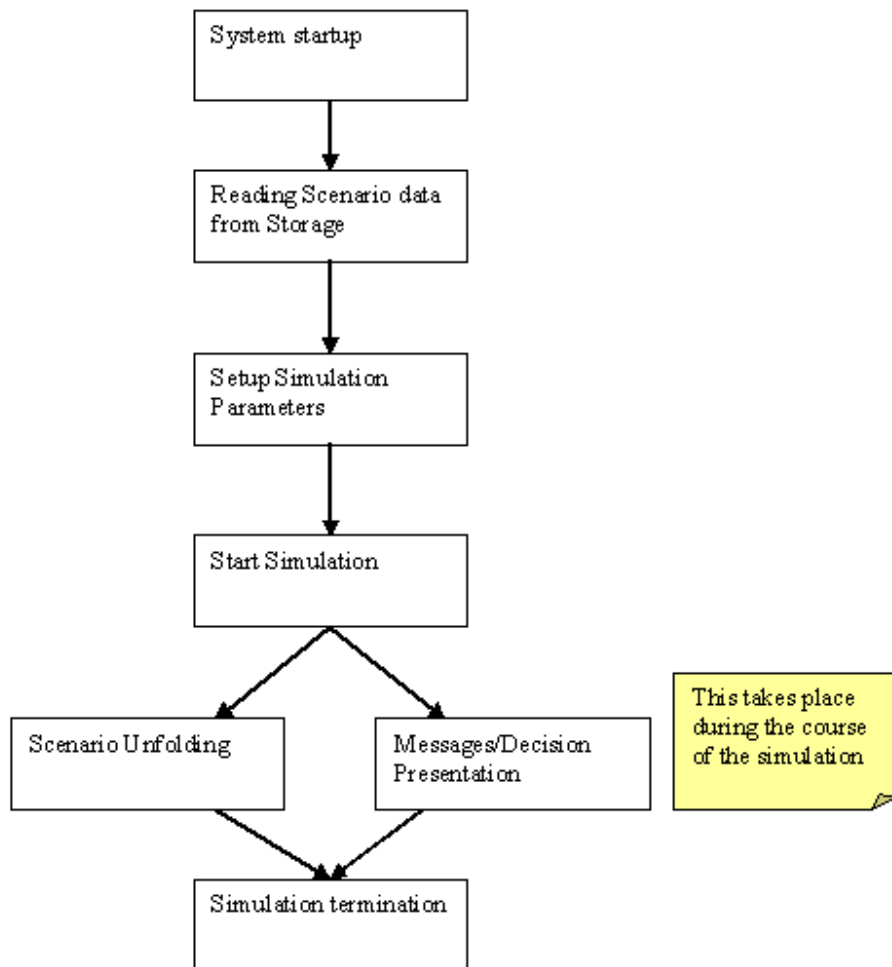 System startup
Reading Scenario data
from Storage
Setup Simulation
Parameters
Start Simulation
Scenario Unfolding
Messages/Decision
Presentation
This takes place
during the course
of the simulation
Simulation termination